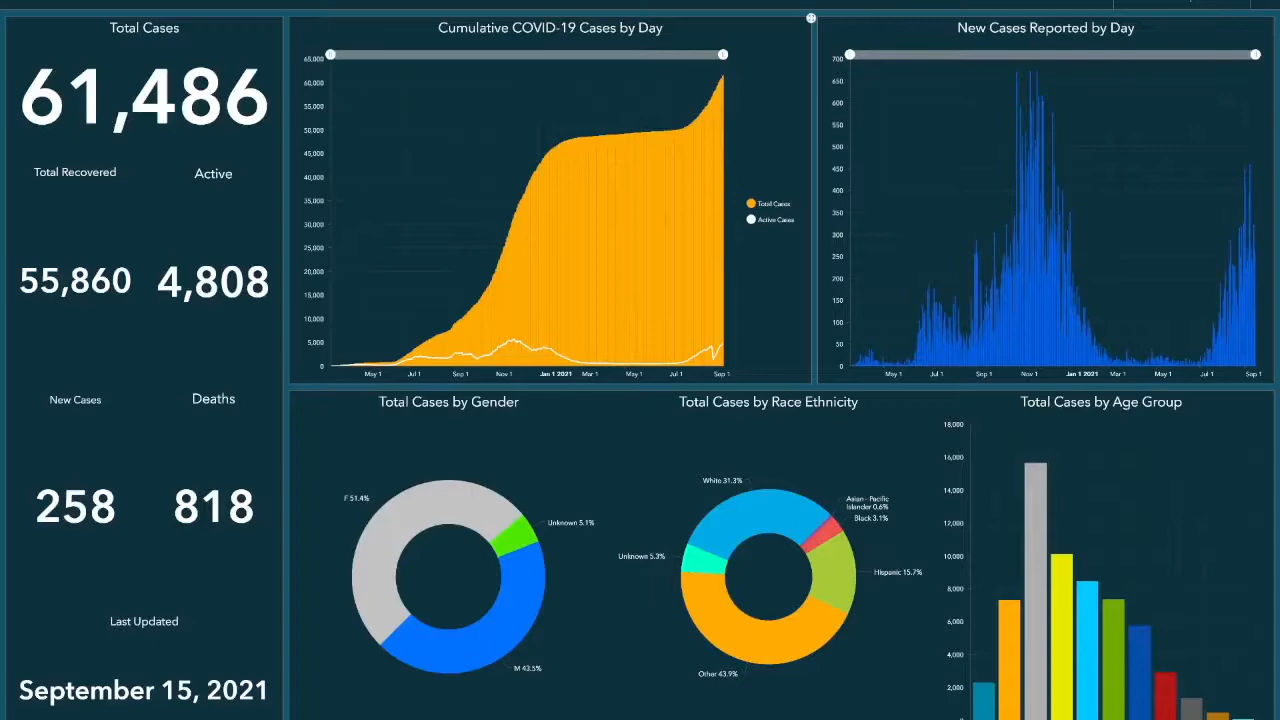 Total Cases
61,486
Total Recovered
Active
55,860
4,808
New Cases
Deaths
258
818
Last Updated
September 15, 2021
Cumulative COVID-19 Cases by Day
65,000
60,000
55,000
50,000
45,000
40,000
35,000
30,000
25,000
20,000
15,000
10,000
5,000
0
May 1
Jul 1
Sep 1
Nov 1
Jan 1 2021
Mar 1
May 1
Jul 1
Sep 1
Total Cases
Active Cases
New Cases Reported by Day
700
650
600
550
500
450
400
350
300
250
200
150
100
50
0
May 1
Jul 1
Sep 1
Nov 1
Jan 1 2021
Mar 1
May 1
Jul 1
Sep 1
Total Cases by Gender
F 51.4%
Unknown 5.1%
M 43.5%
Total Cases by Race Ethnicity
White 31.3%
Asian - Pacific
Islander 0.6%
Black 3.1%
Unknown 5.3%
Hispanic 15.7%
Other 43.9%
Total Cases by Age Group
18,000
16,000
14,000
12,000
10,000
8,000
6,000
4,000
2,000